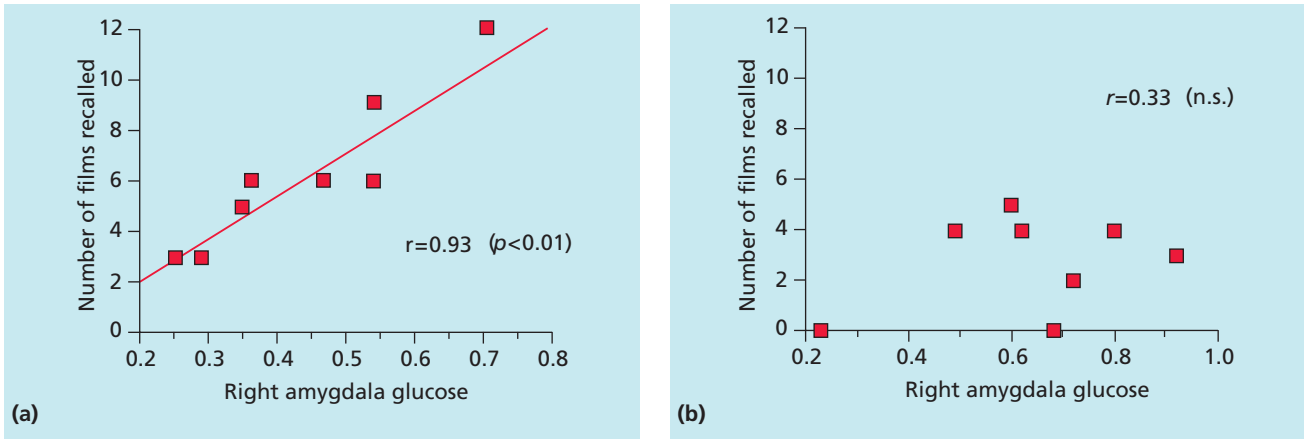 Number of films recalled
12
10
8
6
4
2
0
r=0.93 (p<0.01)
0.2 0.3 0.4 0.5 0.6 0.7 0.8
Right amygdala glucose
(a)
Number of films recalled
12
10
8
6
4
2
0
r=0.33 (n.s.)
0.2 0.4 0.6 0.8 1.0
Right amygdala glucose
(b)